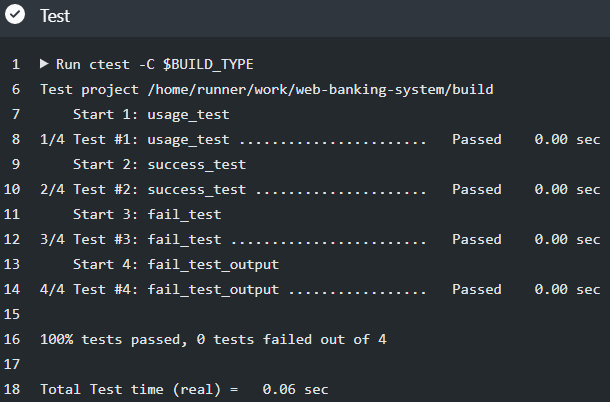 Test
1 Run ctest -C $BUILD_TYPE
6 Test project /home/runner/work/web-banking-system/build
7 Start 1: usage_test
8 1/4 Test #1: usage_test ....................... Passed 0.00 sec
9 Start 2: success_test
10 2/4 Test #2: success_test ..................... Passed 0.00 sec
11 Start 3: fail_test
12 3/4 Test #3: fail_test ........................ Passed 0.00 sec
13 Start 4: fail_test_output
14 4/4 Test #4: fail_test_output ................. Passed 0.00 sec
15
16 100% tests passed, 0 tests failed out of 4
17
18 Total Test time (real) = 0.06 sec